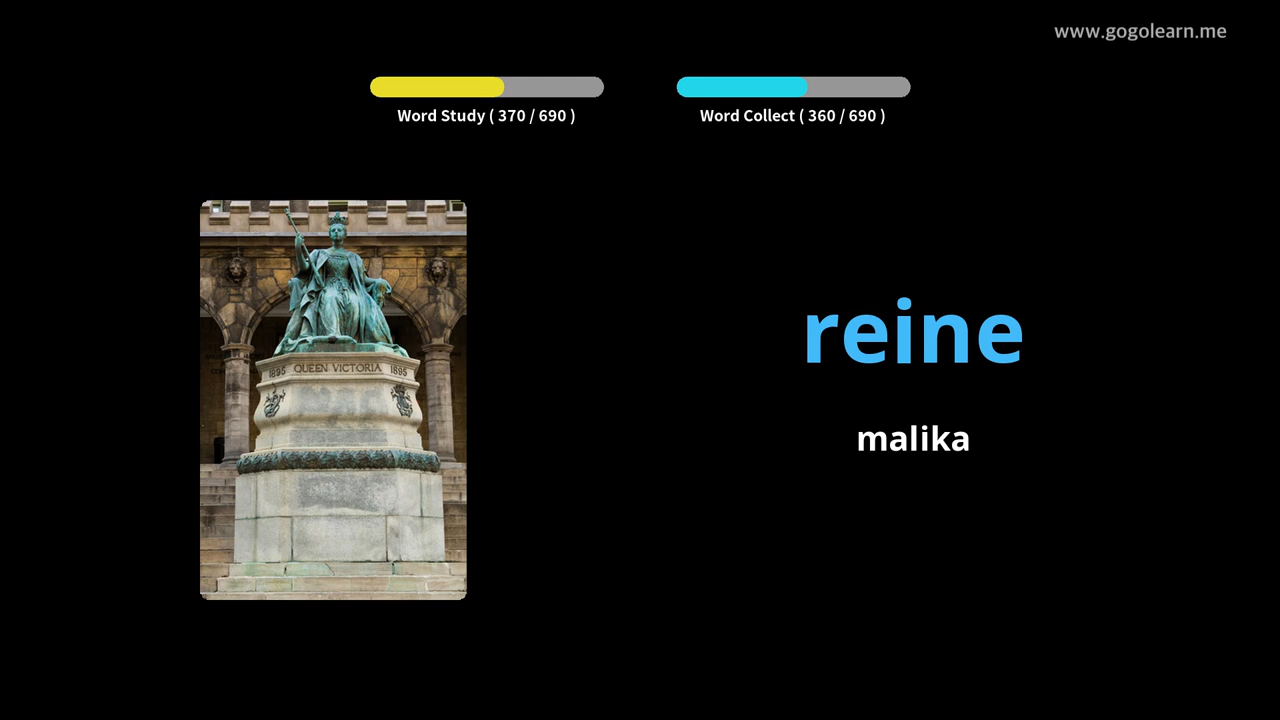 www.gogolearn.me
Word Study ( 370 / 690 )
Word Collect ( 360 / 690 )
1895 QUEEN VICTORIA 1895
reine
malika